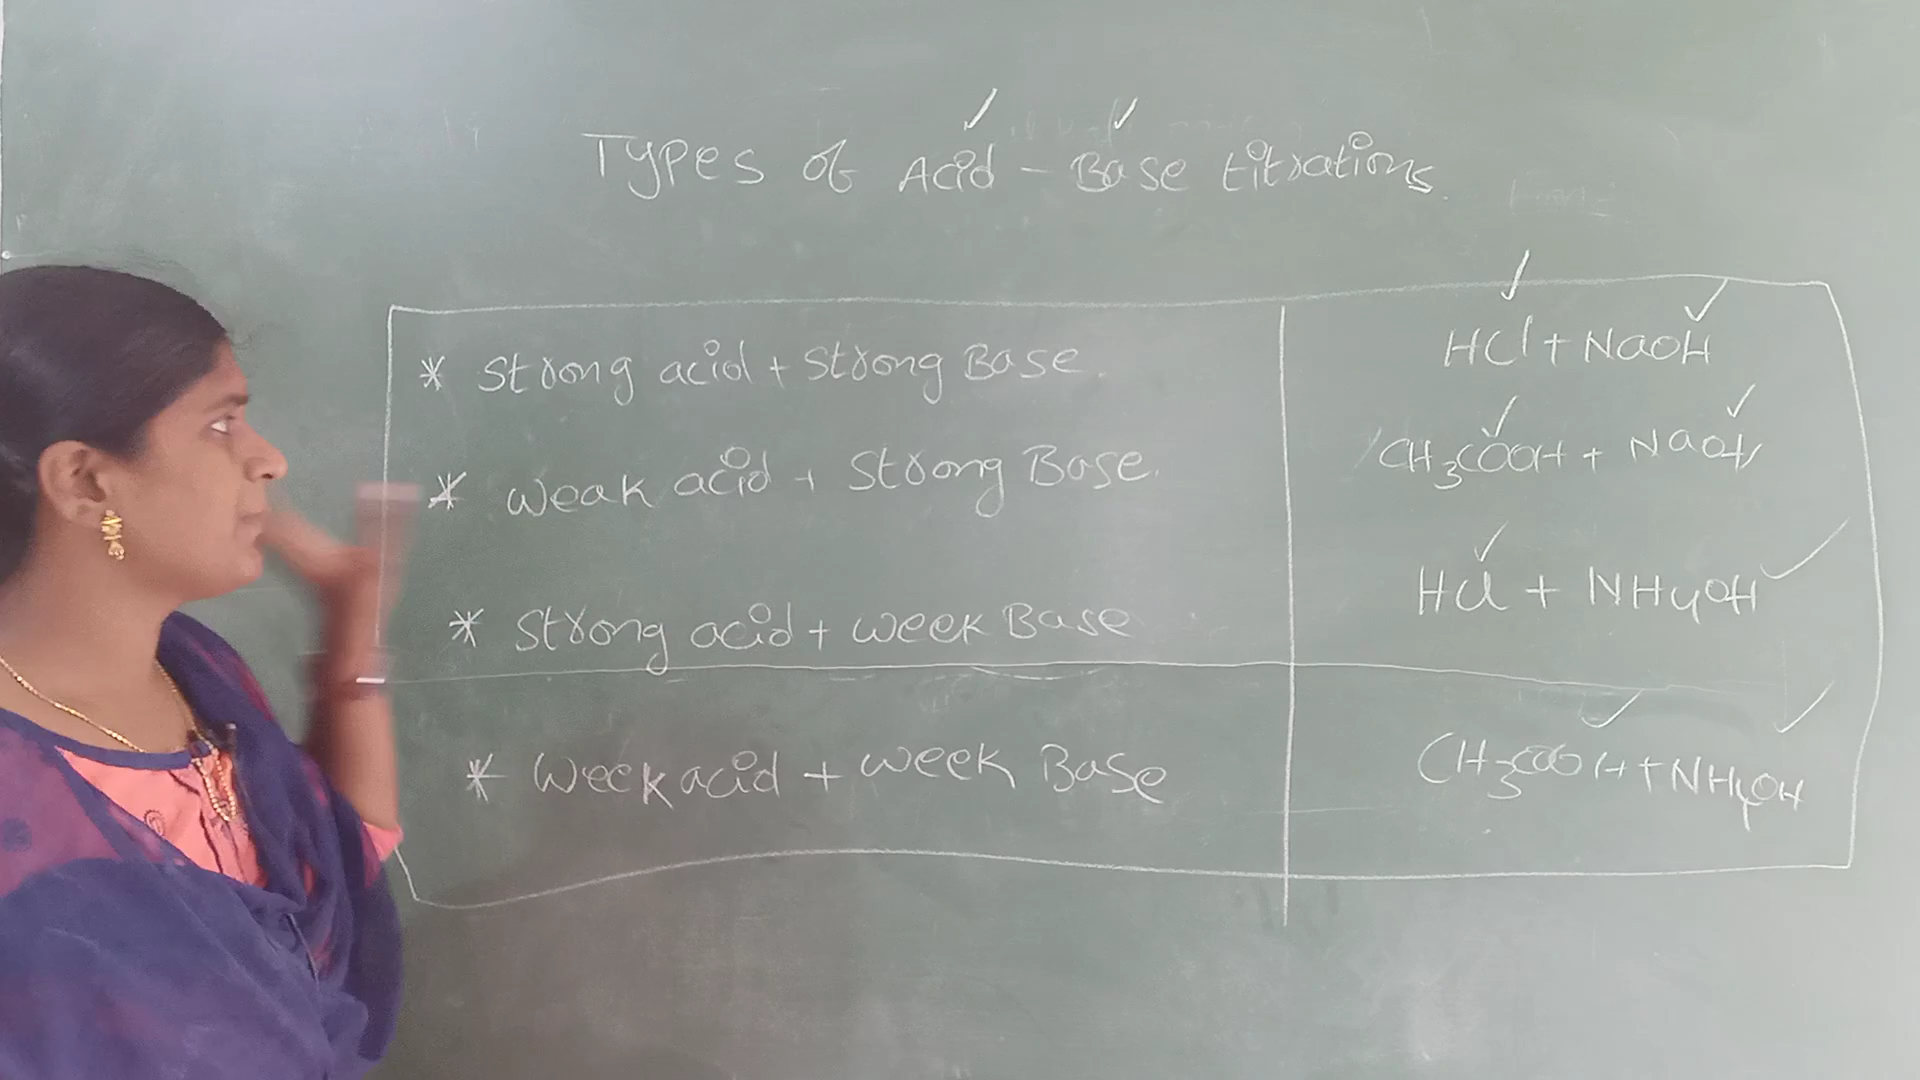 Types of Acid - Base titrations.
* Strong acid + Strong Base. HCl + NaOH
* Weak acid + Strong Base. CH3COOH + NaOH
* Strong acid + week Base HCl + NH4OH
* Week acid + week Base CH3COOH + NH4OH